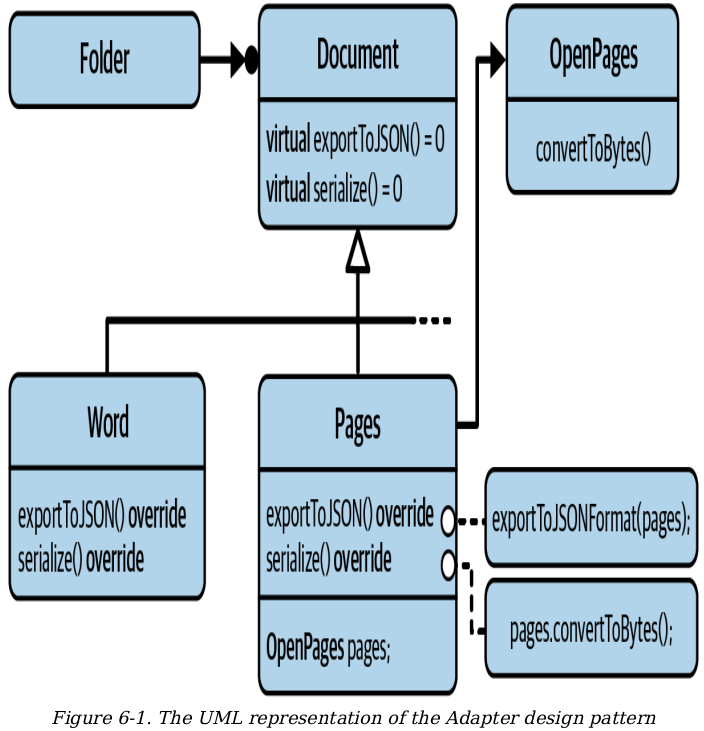 Folder
Document
virtual exportToJSON() = 0
virtual serialize() = 0
OpenPages
convertToBytes()
Word
exportToJSON() override
serialize() override
Pages
exportToJSON() override
serialize() override
OpenPages pages;
exportToJSONFormat(pages);
pages.convertToBytes();
Figure 6-1. The UML representation of the Adapter design pattern